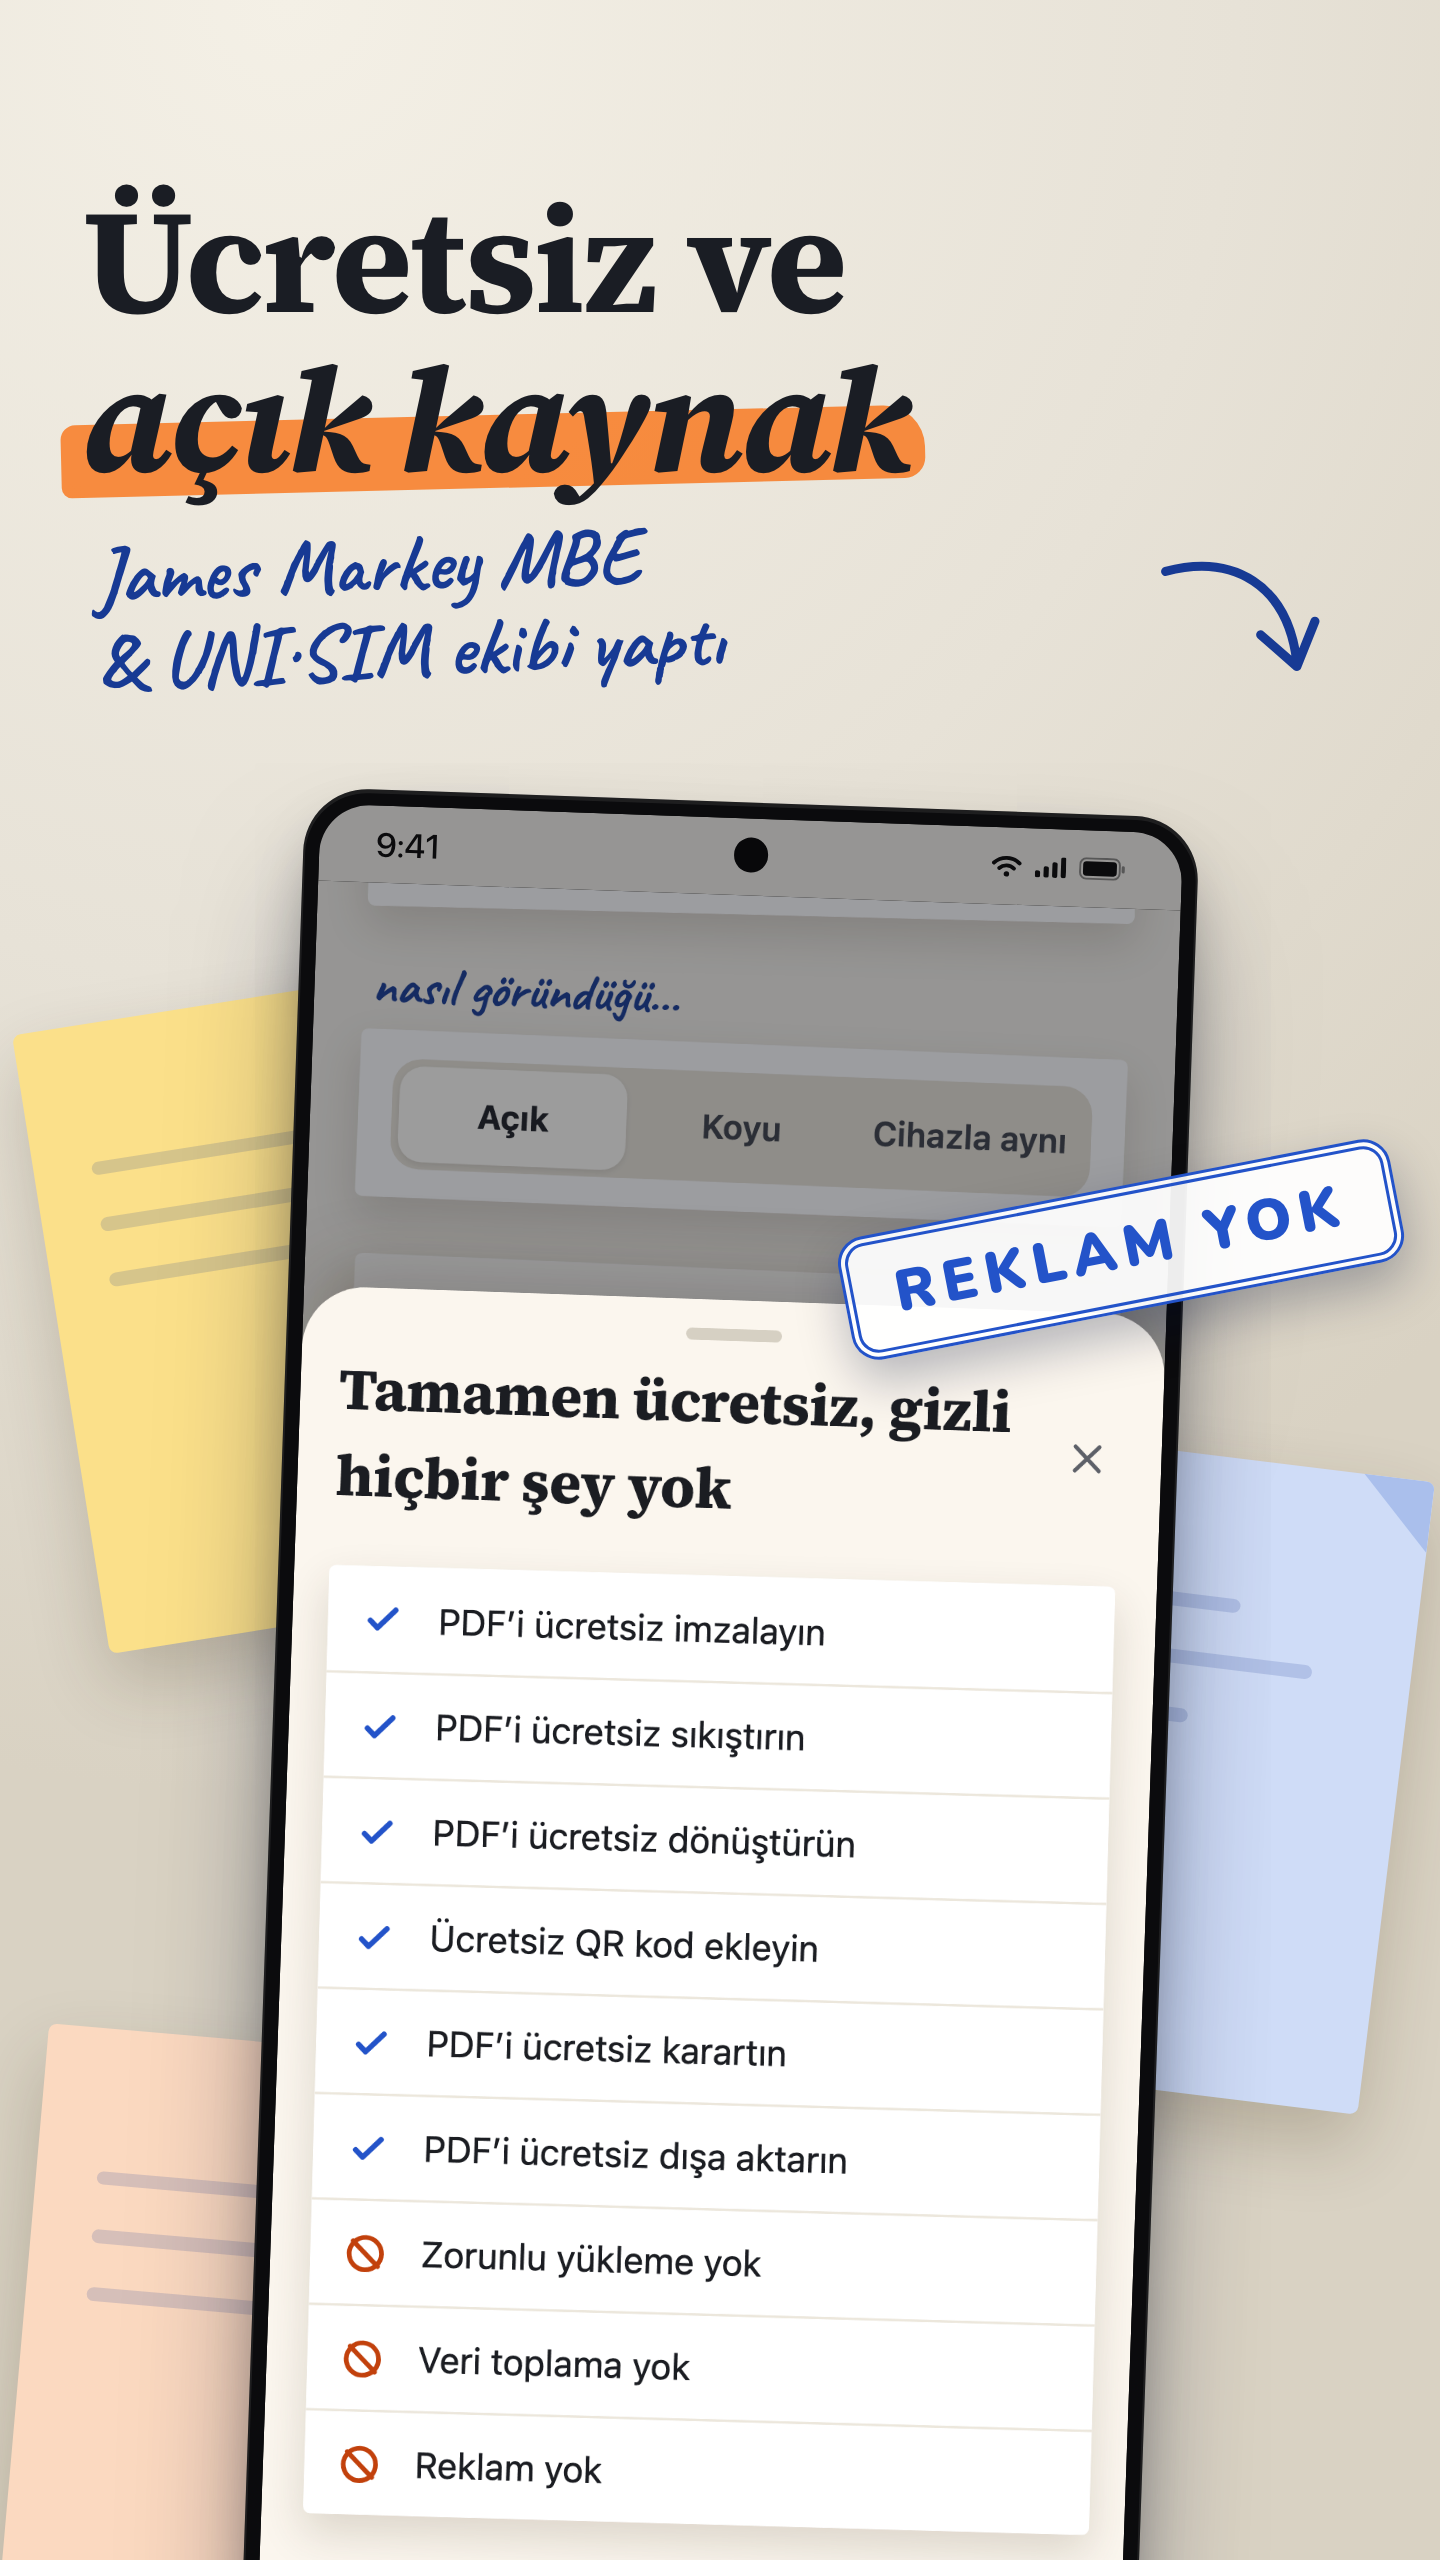 Ücretsiz ve
açık kaynak
James Markey MBE
& UNI·SIM ekibi yaptı
9:41
nasıl göründüğü...
Açık
Koyu
Cihazla aynı
REKLAM YOK
Tamamen ücretsiz, gizli
hiçbir şey yok
PDF’i ücretsiz imzalayın
PDF’i ücretsiz sıkıştırın
PDF’i ücretsiz dönüştürün
Ücretsiz QR kod ekleyin
PDF’i ücretsiz karartın
PDF’i ücretsiz dışa aktarın
Zorunlu yükleme yok
Veri toplama yok
Reklam yok